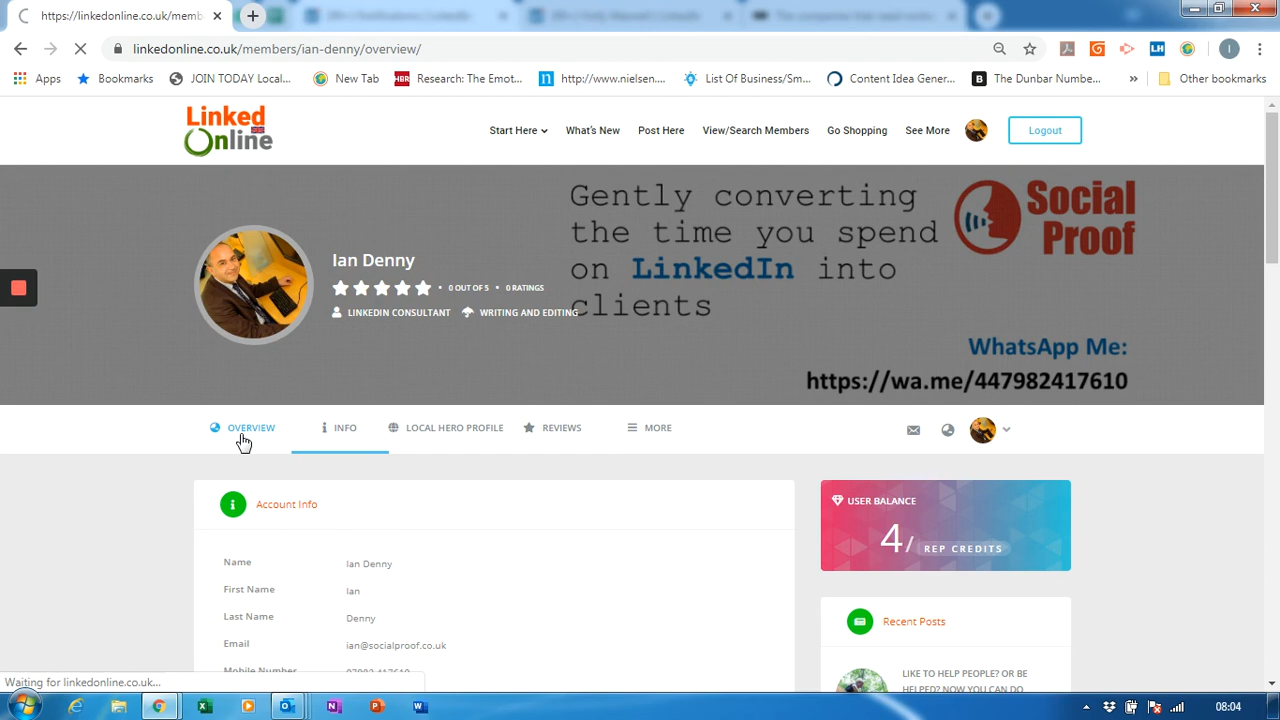 https://linkedonline.co.uk/memb
linkedonline.co.uk/members/ian-denny/overview/
Apps
Bookmarks
JOIN TODAY Local...
New Tab
HBR
Research: The Emot...
http://www.nielsen....
List Of Business/Sm...
Content Idea Gener...
The Dunbar Numbe...
Other bookmarks
Linked
Online
Start Here
What's New
Post Here
View/Search Members
Go Shopping
See More
Logout
Gently converting
the time you spend
on LinkedIn into
clients
Social
Proof
WhatsApp Me:
https://wa.me/447982417610
Ian Denny
0 OUT OF 5 • 0 RATINGS
LINKEDIN CONSULTANT
WRITING AND EDITING
OVERVIEW
INFO
LOCAL HERO PROFILE
REVIEWS
MORE
Account Info
Name
Ian Denny
First Name
Ian
Last Name
Denny
Email
ian@socialproof.co.uk
Mobile Number
USER BALANCE
4/ REP CREDITS
Recent Posts
LIKE TO HELP PEOPLE? OR BE
HELPED? NOW YOU CAN DO
Waiting for linkedonline.co.uk...
08:04